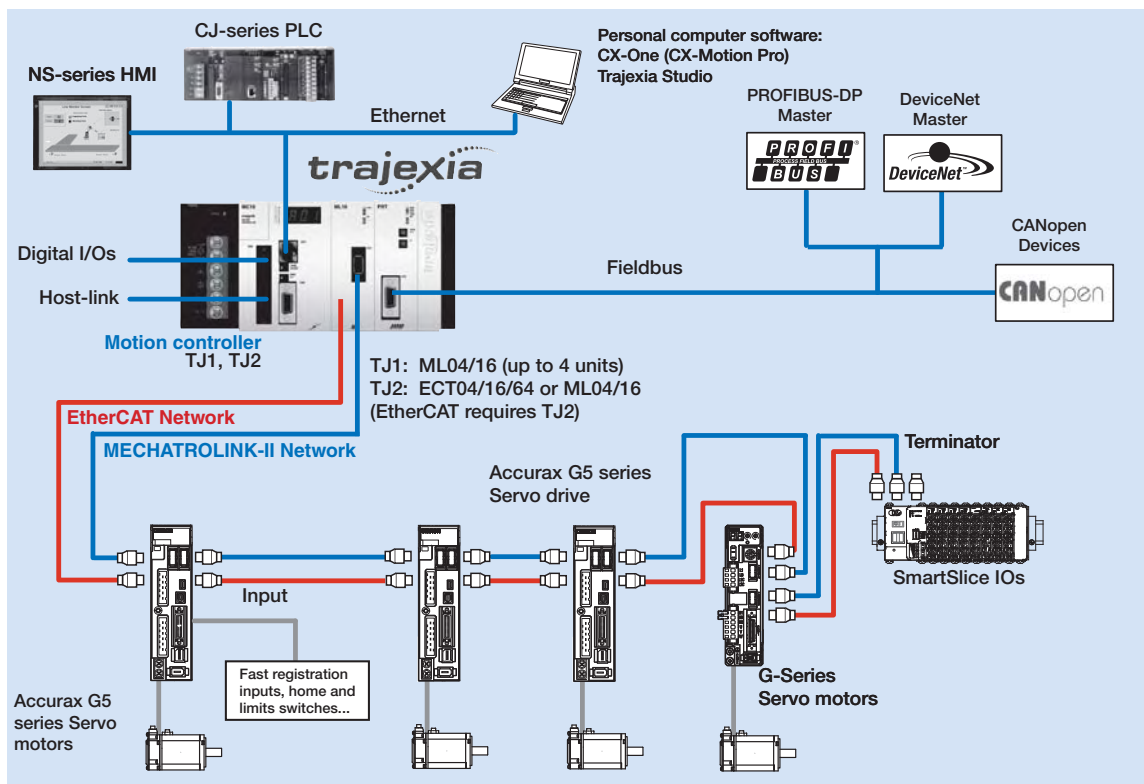 CJ-series PLC
NS-series HMI
Personal computer software:
CX-One (CX-Motion Pro)
Trajexia Studio
Ethernet
PROFIBUS-DP
Master
DeviceNet
Master
PROFI
PROCESS FIELD BUS
BUS
DeviceNet
trajexia
CANopen
Devices
CANopen
Digital I/Os
Host-link
Fieldbus
Motion controller
TJ1, TJ2
TJ1: ML04/16 (up to 4 units)
TJ2: ECT04/16/64 or ML04/16
(EtherCAT requires TJ2)
EtherCAT Network
MECHATROLINK-II Network
Terminator
Accurax G5 series
Servo drive
SmartSlice IOs
Input
Fast registration
inputs, home and
limits switches...
G-Series
Servo motors
Accurax G5
series Servo
motors